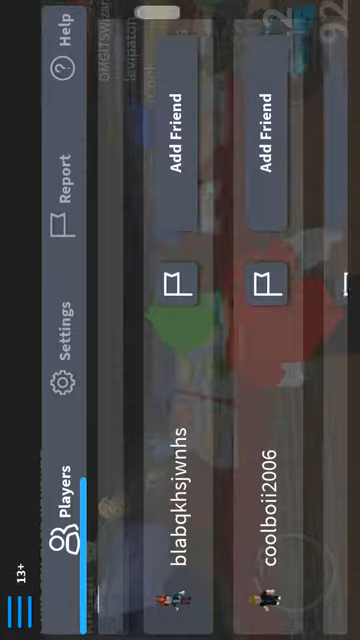 13+
Players
Settings
Report
Help
blabqkhsjwnhs
Add Friend
coolboii2006
Add Friend